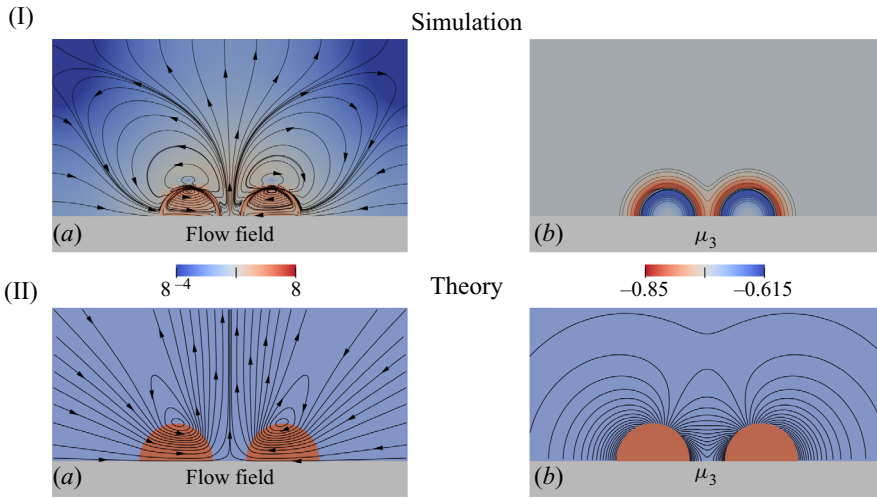 (I)
Simulation
(a) Flow field
(b) μ₃
8⁻⁴ 8
−0.85 −0.615
(II)
Theory
(a) Flow field
(b) μ₃